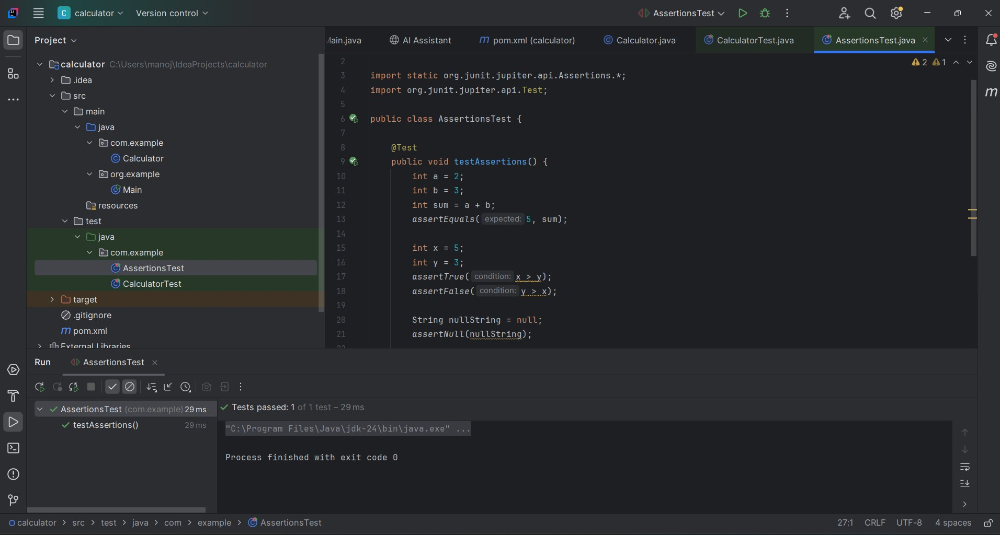 C calculator Version control AssertionsTest
Project
calculator C:\Users\manoj\IdeaProjects\calculator
.idea
src
main
java
com.example
Calculator
org.example
Main
resources
test
java
com.example
AssertionsTest
CalculatorTest
target
.gitignore
m pom.xml
External Libraries
Main.java AI Assistant m pom.xml (calculator) Calculator.java CalculatorTest.java AssertionsTest.java
2 1
2
3 import static org.junit.jupiter.api.Assertions.*;
4 import org.junit.jupiter.api.Test;
5
6 public class AssertionsTest {
7
8 @Test
9 public void testAssertions() {
10 int a = 2;
11 int b = 3;
12 int sum = a + b;
13 assertEquals( expected: 5, sum);
14
15 int x = 5;
16 int y = 3;
17 assertTrue( condition: x > y);
18 assertFalse( condition: y > x);
19
20 String nullString = null;
21 assertNull(nullString);
22
m
Run AssertionsTest
AssertionsTest (com.example) 29 ms
testAssertions() 29 ms
Tests passed: 1 of 1 test – 29 ms
"C:\Program Files\Java\jdk-24\bin\java.exe" ...
Process finished with exit code 0
calculator > src > test > java > com > example > AssertionsTest
27:1 CRLF UTF-8 4 spaces